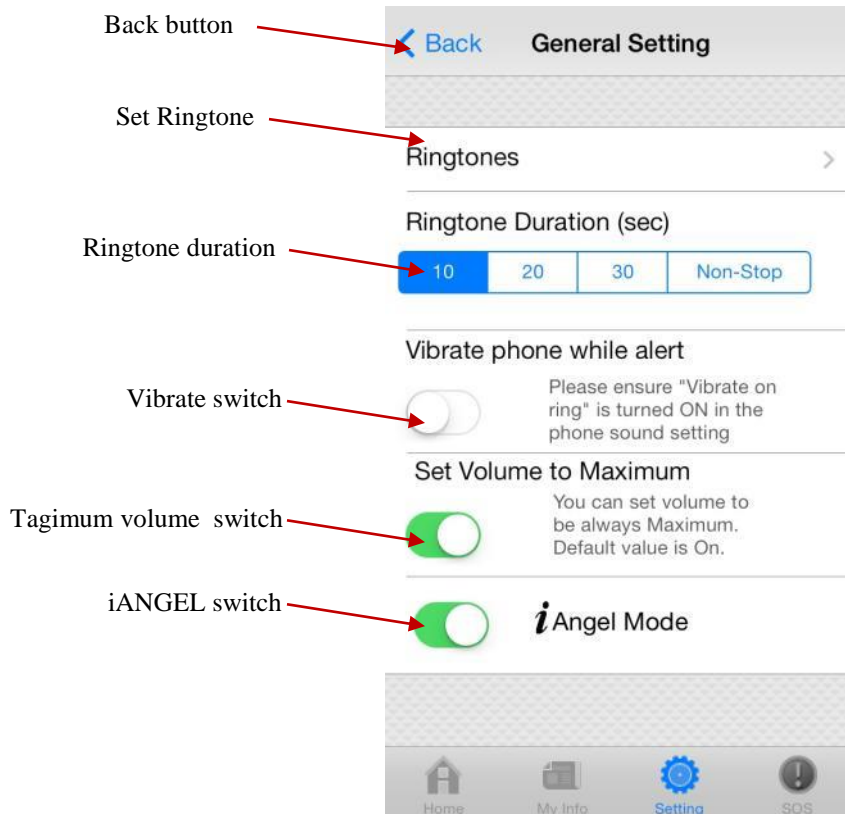 Back button
Back General Setting
Set Ringtone
Ringtones
Ringtone Duration (sec)
Ringtone duration
10 20 30 Non-Stop
Vibrate phone while alert
Vibrate switch
Please ensure "Vibrate on
ring" is turned ON in the
phone sound setting
Set Volume to Maximum
Tagimum volume switch
You can set volume to
be always Maximum.
Default value is On.
iANGEL switch
i Angel Mode
Home My Info Setting SOS